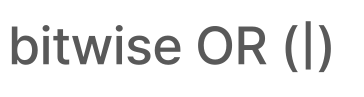 bitwise OR (|)